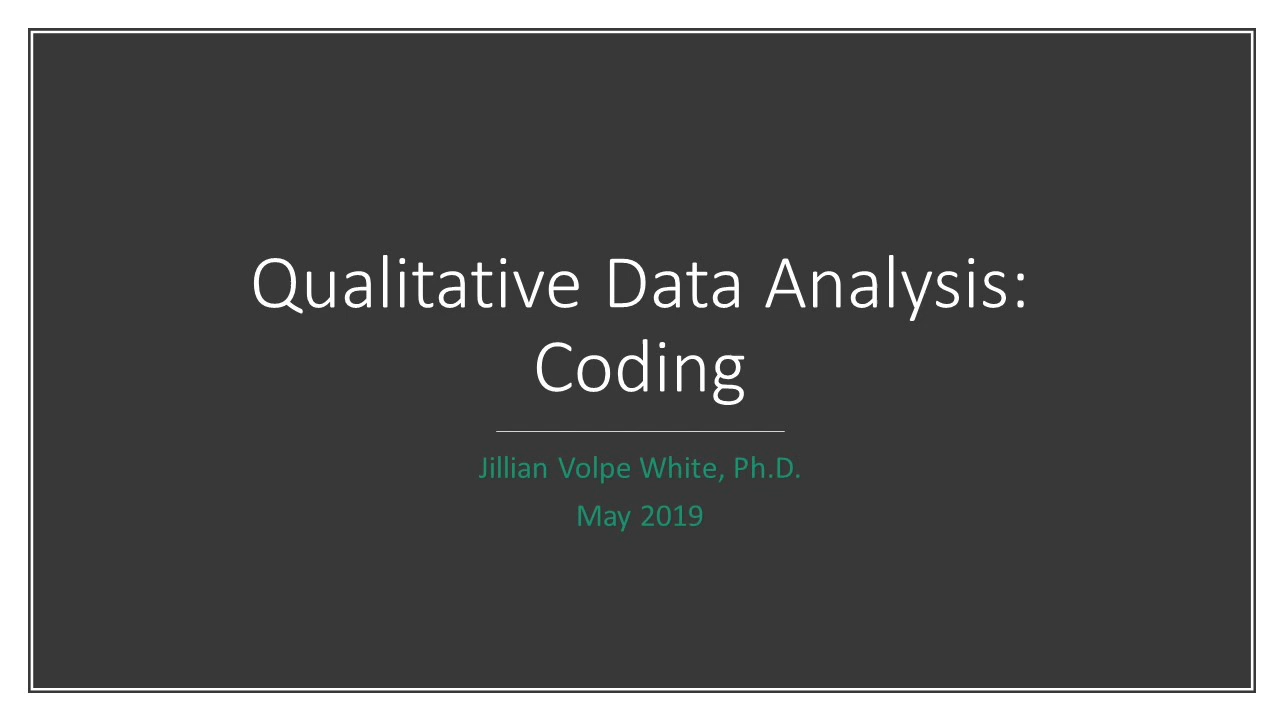 Qualitative Data Analysis:
Coding
Jillian Volpe White, Ph.D.
May 2019